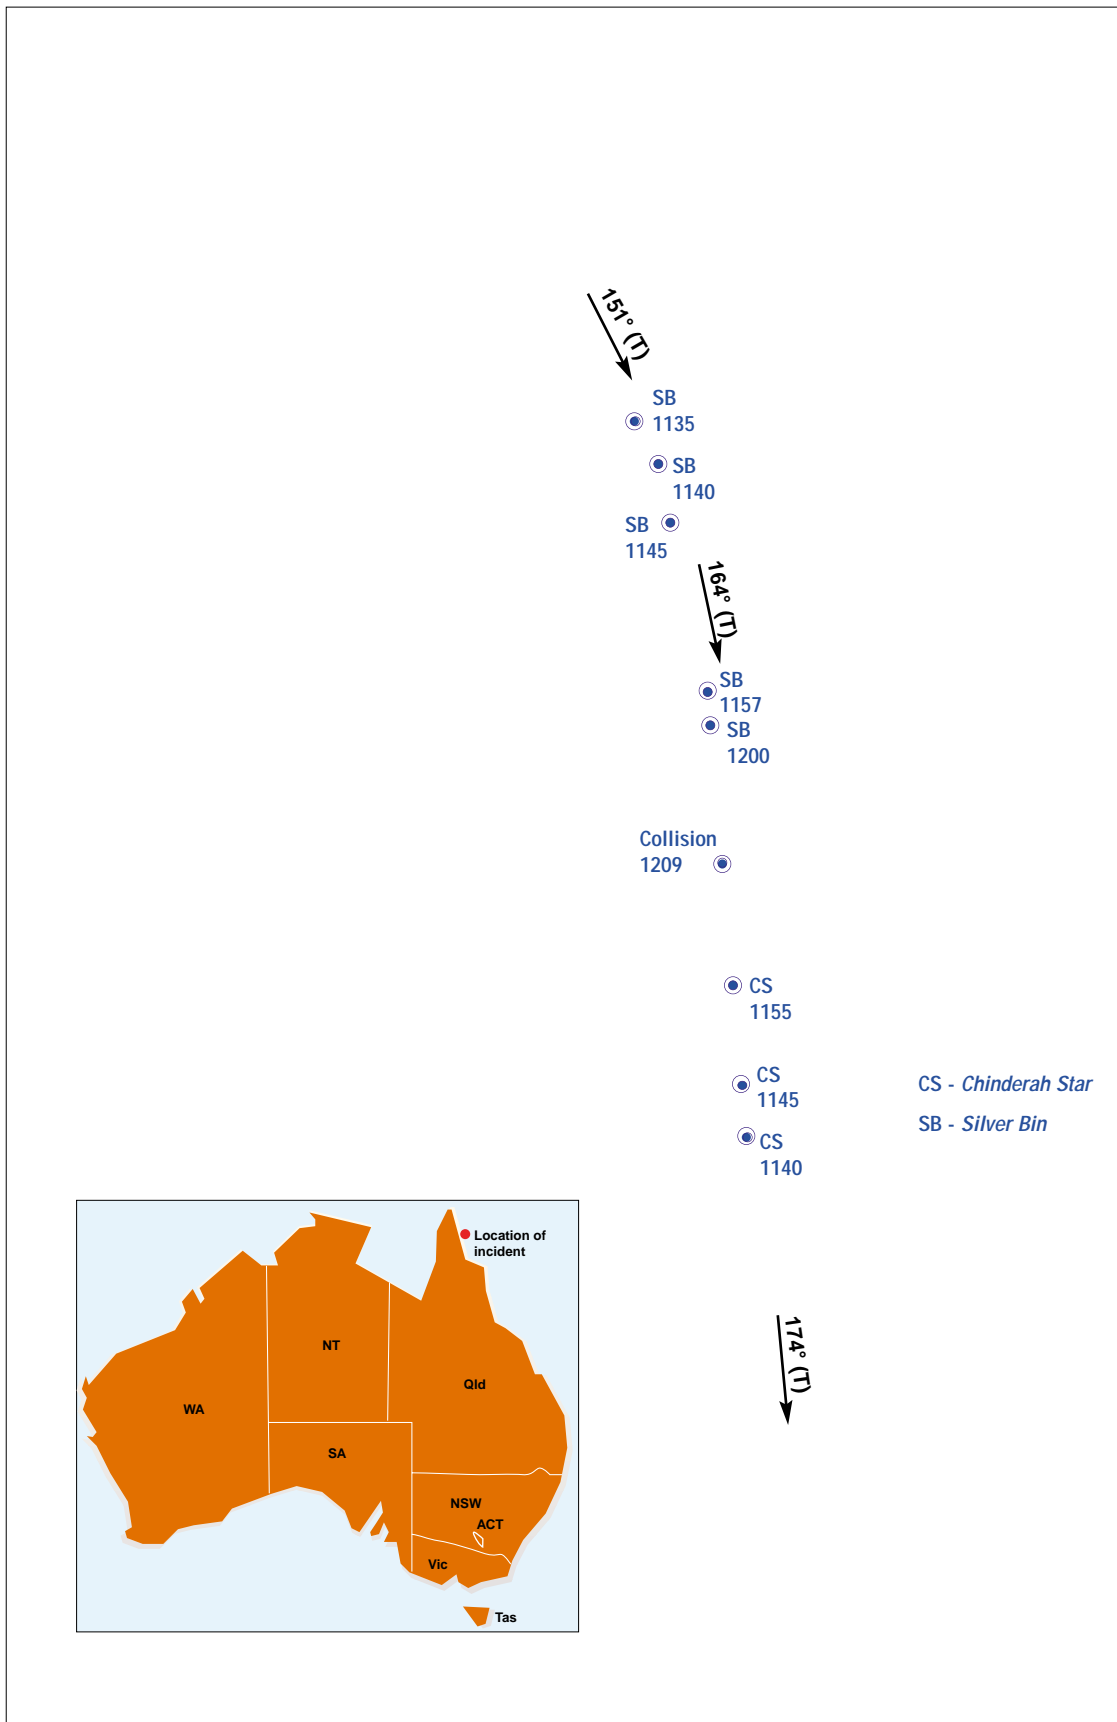 151° (T)
SB
1135
SB
1140
SB
1145
164° (T)
SB
1157
SB
1200
Collision
1209
CS
1155
CS
1145
CS - Chinderah Star
SB - Silver Bin
CS
1140
Location of
incident
NT
Qld
WA
SA
NSW
ACT
Vic
Tas
174° (T)